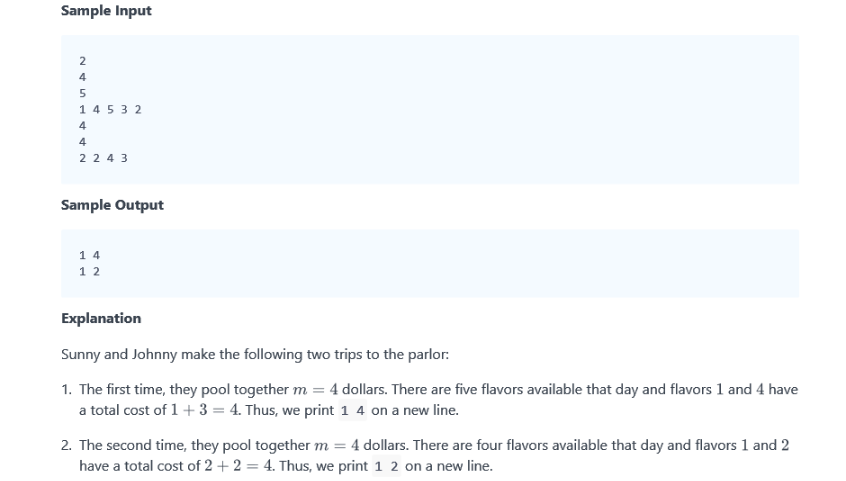 Sample Input
2
4
5
1 4 5 3 2
4
4
2 2 4 3
Sample Output
1 4
1 2
Explanation
Sunny and Johnny make the following two trips to the parlor:
1. The first time, they pool together m = 4 dollars. There are five flavors available that day and flavors 1 and 4 have
a total cost of 1 + 3 = 4. Thus, we print 1 4 on a new line.
2. The second time, they pool together m = 4 dollars. There are four flavors available that day and flavors 1 and 2
have a total cost of 2 + 2 = 4. Thus, we print 1 2 on a new line.